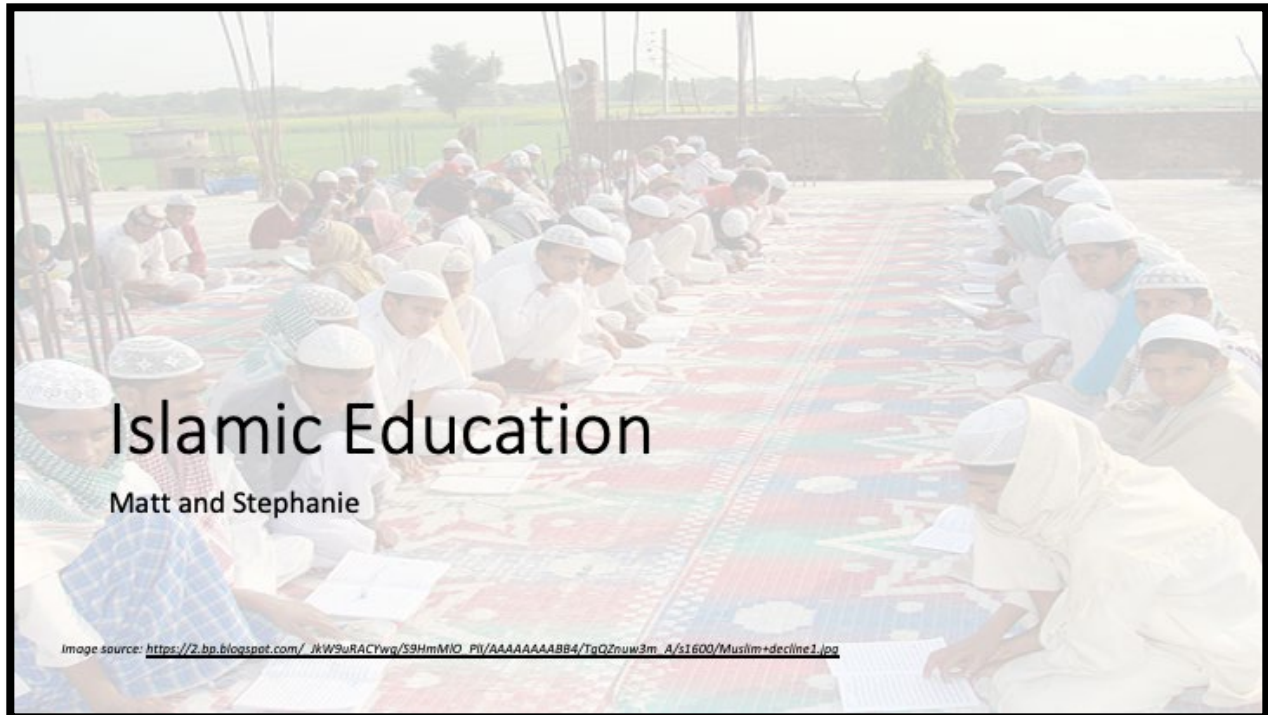 Islamic Education
Matt and Stephanie
Image source: https://2.bp.blogspot.com/_JkW9uRACYwg/S9HmMlO_PlI/AAAAAAAABB4/TgQZnuw3m_A/s1600/Muslim+decline1.jpg